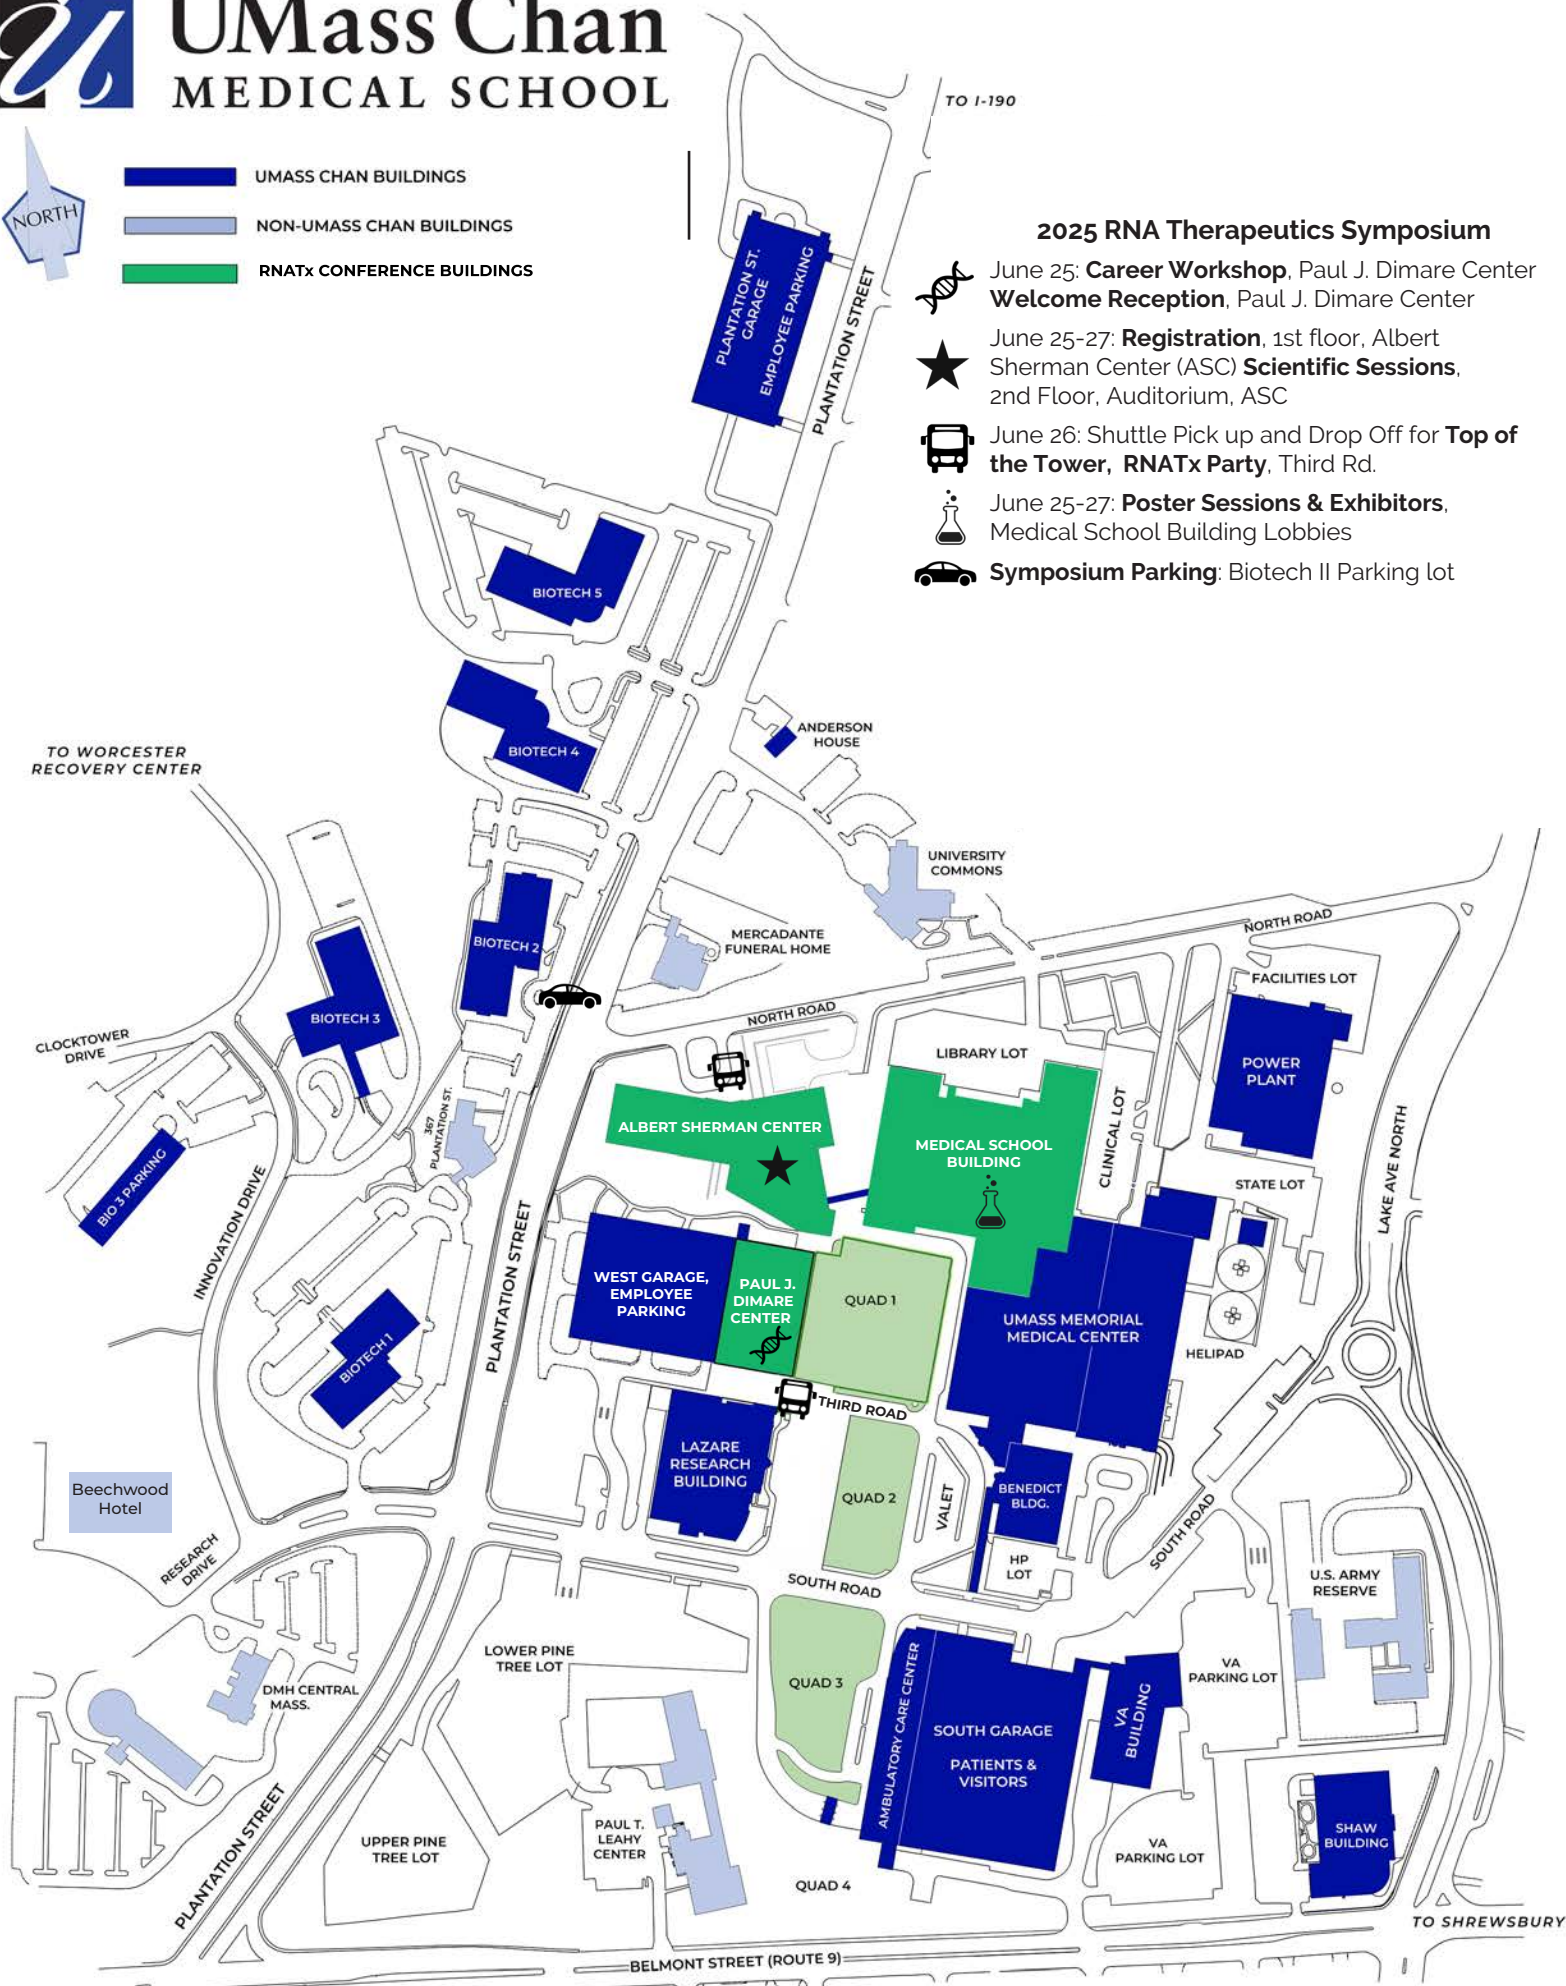 UMass Chan
MEDICAL SCHOOL
TO I-190
NORTH
UMASS CHAN BUILDINGS
NON-UMASS CHAN BUILDINGS
RNATx CONFERENCE BUILDINGS
2025 RNA Therapeutics Symposium
June 25: Career Workshop, Paul J. Dimare Center
Welcome Reception, Paul J. Dimare Center
June 25-27: Registration, 1st floor, Albert
Sherman Center (ASC) Scientific Sessions,
2nd Floor, Auditorium, ASC
June 26: Shuttle Pick up and Drop Off for Top of
the Tower, RNATx Party, Third Rd.
June 25-27: Poster Sessions & Exhibitors,
Medical School Building Lobbies
Symposium Parking: Biotech II Parking lot
PLANTATION ST.
GARAGE
EMPLOYEE PARKING
PLANTATION STREET
BIOTECH 5
BIOTECH 4
ANDERSON
HOUSE
TO WORCESTER
RECOVERY CENTER
UNIVERSITY
COMMONS
MERCADANTE
FUNERAL HOME
BIOTECH 2
NORTH ROAD
FACILITIES LOT
BIOTECH 3
NORTH ROAD
CLOCKTOWER
DRIVE
LIBRARY LOT
POWER
PLANT
367
PLANTATION ST.
ALBERT SHERMAN CENTER
MEDICAL SCHOOL
BUILDING
CLINICAL LOT
LAKE AVE NORTH
BIO 3 PARKING
STATE LOT
INNOVATION DRIVE
PLANTATION STREET
WEST GARAGE,
EMPLOYEE
PARKING
PAUL J.
DIMARE
CENTER
QUAD 1
UMASS MEMORIAL
MEDICAL CENTER
HELIPAD
BIOTECH 1
THIRD ROAD
LAZARE
RESEARCH
BUILDING
QUAD 2
VALET
BENEDICT
BLDG.
Beechwood
Hotel
RESEARCH
DRIVE
HP
LOT
SOUTH ROAD
SOUTH ROAD
U.S. ARMY
RESERVE
LOWER PINE
TREE LOT
QUAD 3
VA
PARKING LOT
DMH CENTRAL
MASS.
AMBULATORY CARE CENTER
SOUTH GARAGE
PATIENTS &
VISITORS
VA
BUILDING
PLANTATION STREET
UPPER PINE
TREE LOT
PAUL T.
LEAHY
CENTER
VA
PARKING LOT
SHAW
BUILDING
QUAD 4
TO SHREWSBURY
BELMONT STREET (ROUTE 9)